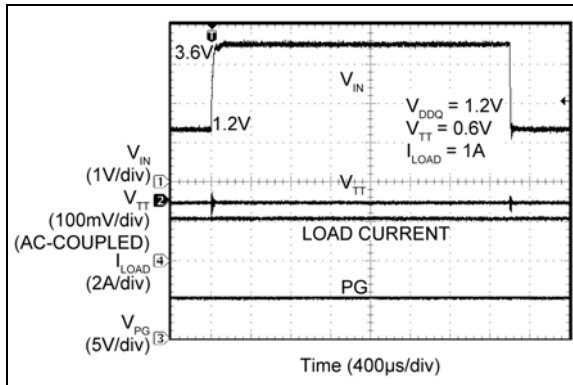 3.6V
V_IN
V_DDQ = 1.2V
V_TT = 0.6V
I_LOAD = 1A
1.2V
V_IN
(1V/div)
1
V_TT
V_TT
2
(100mV/div)
(AC-COUPLED)
LOAD CURRENT
I_LOAD
4
(2A/div)
PG
V_PG
3
(5V/div)
Time (400µs/div)